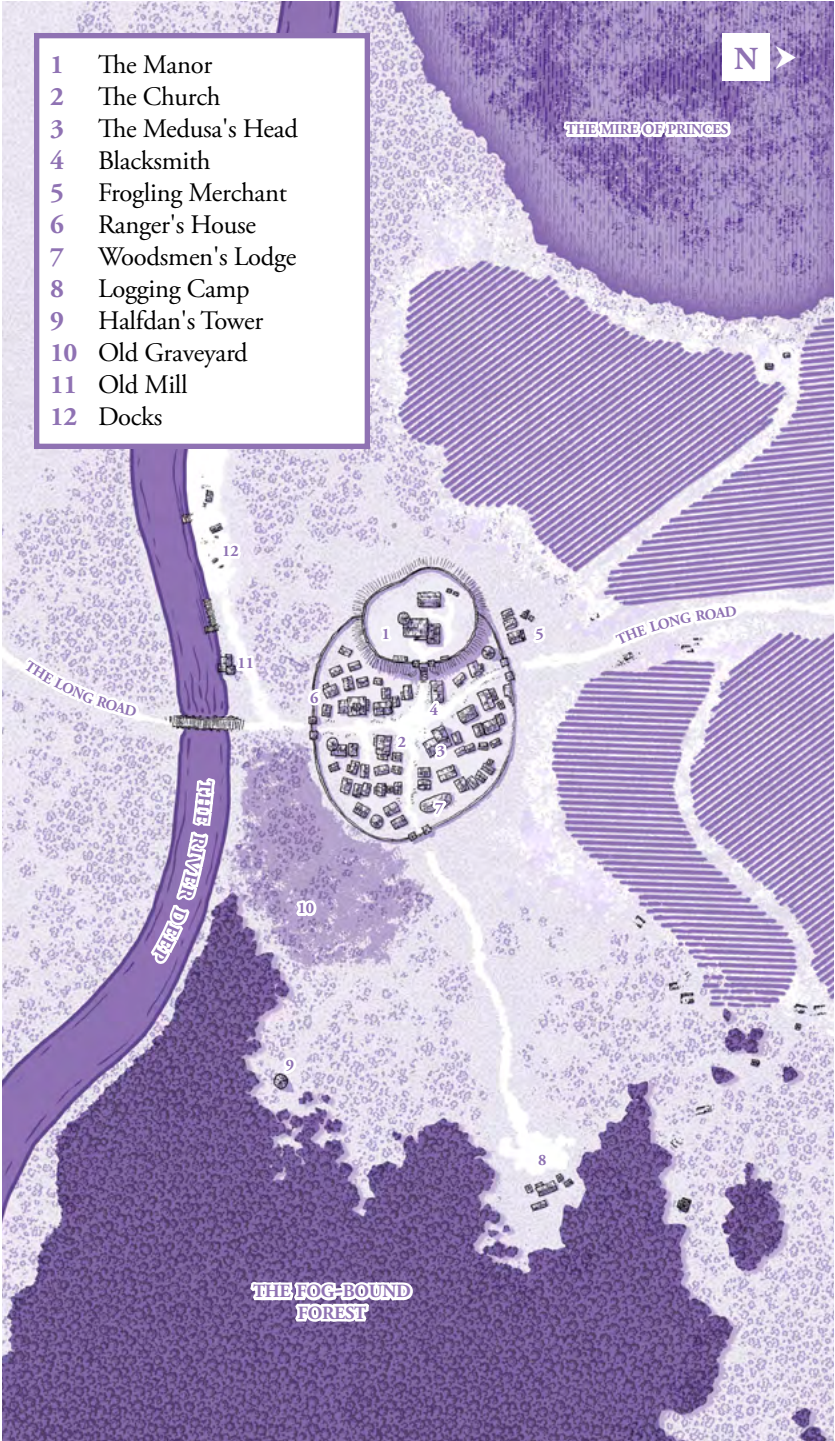 1 The Manor
2 The Church
3 The Medusa's Head
4 Blacksmith
5 Frogling Merchant
6 Ranger's House
7 Woodsmen's Lodge
8 Logging Camp
9 Halfdan's Tower
10 Old Graveyard
11 Old Mill
12 Docks
N
THE MIRE OF PRINCES
12
1
5
THE LONG ROAD
11
THE LONG ROAD
6
4
2
3
7
THE RIVER DEEP
10
9
8
THE FOG-BOUND
FOREST